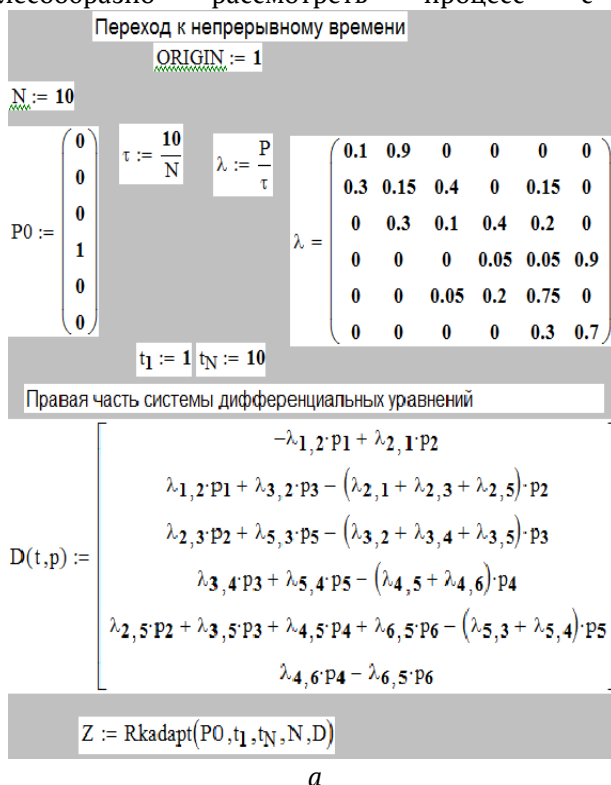 лесообразно рассмотреть процесс с
Переход к непрерывному времени
ORIGIN := 1
N := 10
P0 := (0 0 0 1 0 0)
τ := 10/N
λ := P/τ
λ =
0.1 0.9 0 0 0 0
0.3 0.15 0.4 0 0.15 0
0 0.3 0.1 0.4 0.2 0
0 0 0 0.05 0.05 0.9
0 0 0.05 0.2 0.75 0
0 0 0 0 0.3 0.7
t1 := 1 tN := 10
Правая часть системы дифференциальных уравнений
D(t,p) :=
-λ1,2·p1 + λ2,1·p2
λ1,2·p1 + λ3,2·p3 − (λ2,1 + λ2,3 + λ2,5)·p2
λ2,3·p2 + λ5,3·p5 − (λ3,2 + λ3,4 + λ3,5)·p3
λ3,4·p3 + λ5,4·p5 − (λ4,5 + λ4,6)·p4
λ2,5·p2 + λ3,5·p3 + λ4,5·p4 + λ6,5·p6 − (λ5,3 + λ5,4)·p5
λ4,6·p4 − λ6,5·p6
Z := Rkadapt(P0,t1,tN,N,D)
а